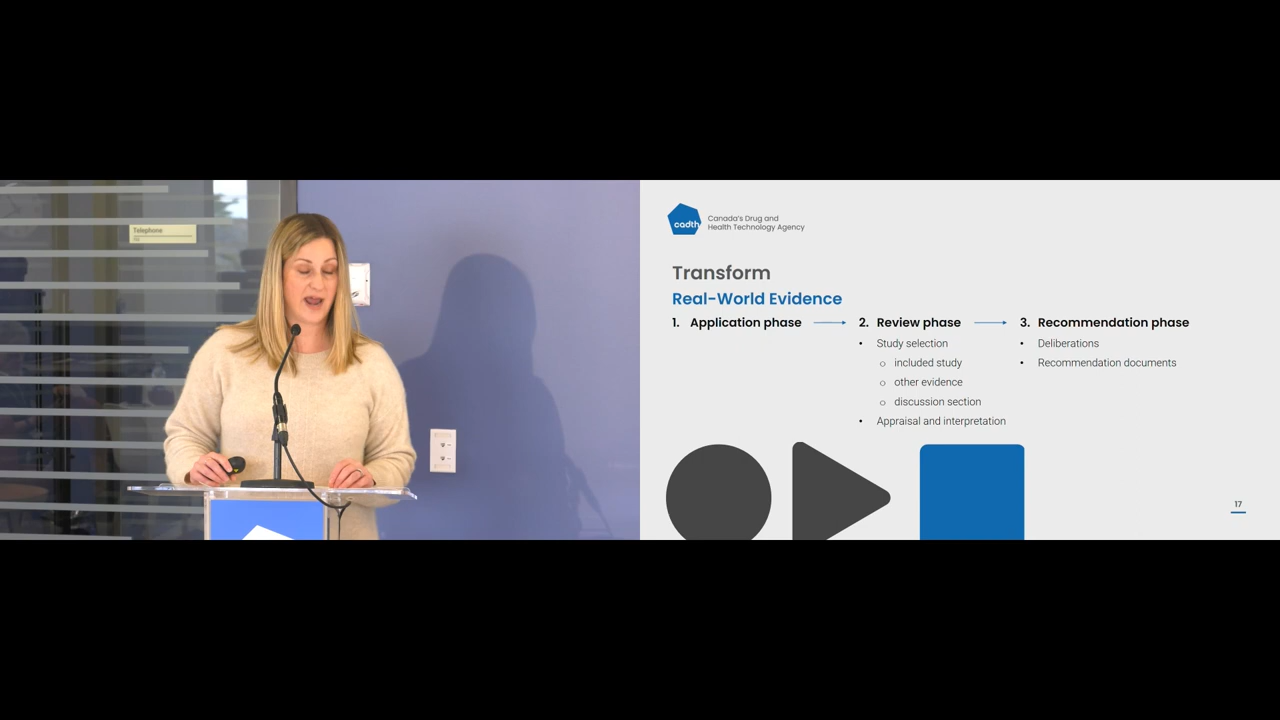 Telephone
cadth
Canada's Drug and
Health Technology Agency
Transform
Real-World Evidence
1. Application phase
2. Review phase
• Study selection
o included study
o other evidence
o discussion section
• Appraisal and interpretation
3. Recommendation phase
• Deliberations
• Recommendation documents
17